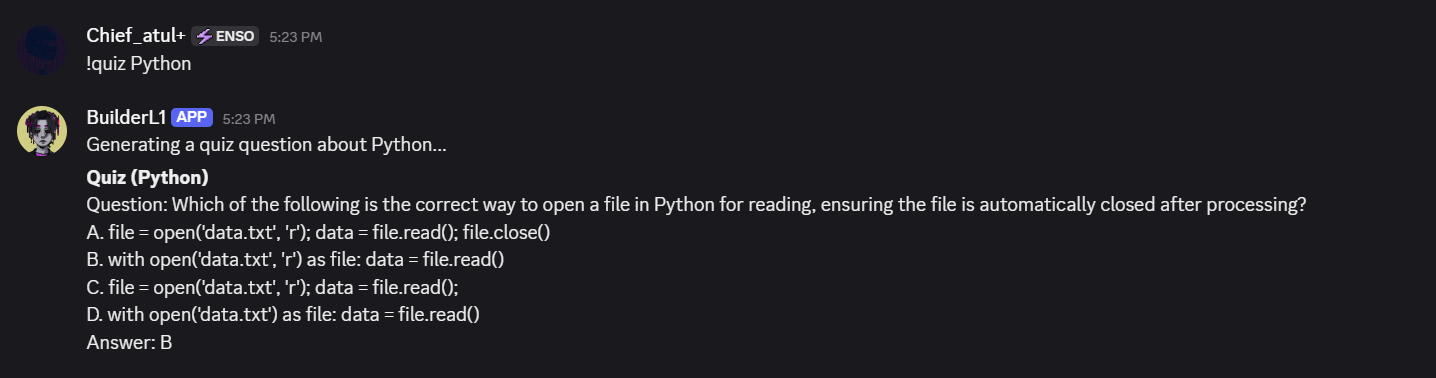 Chief_atul+ ENSO 5:23 PM
!quiz Python
BuilderL1 APP 5:23 PM
Generating a quiz question about Python...
Quiz (Python)
Question: Which of the following is the correct way to open a file in Python for reading, ensuring the file is automatically closed after processing?
A. file = open('data.txt', 'r'); data = file.read(); file.close()
B. with open('data.txt', 'r') as file: data = file.read()
C. file = open('data.txt', 'r'); data = file.read();
D. with open('data.txt') as file: data = file.read()
Answer: B